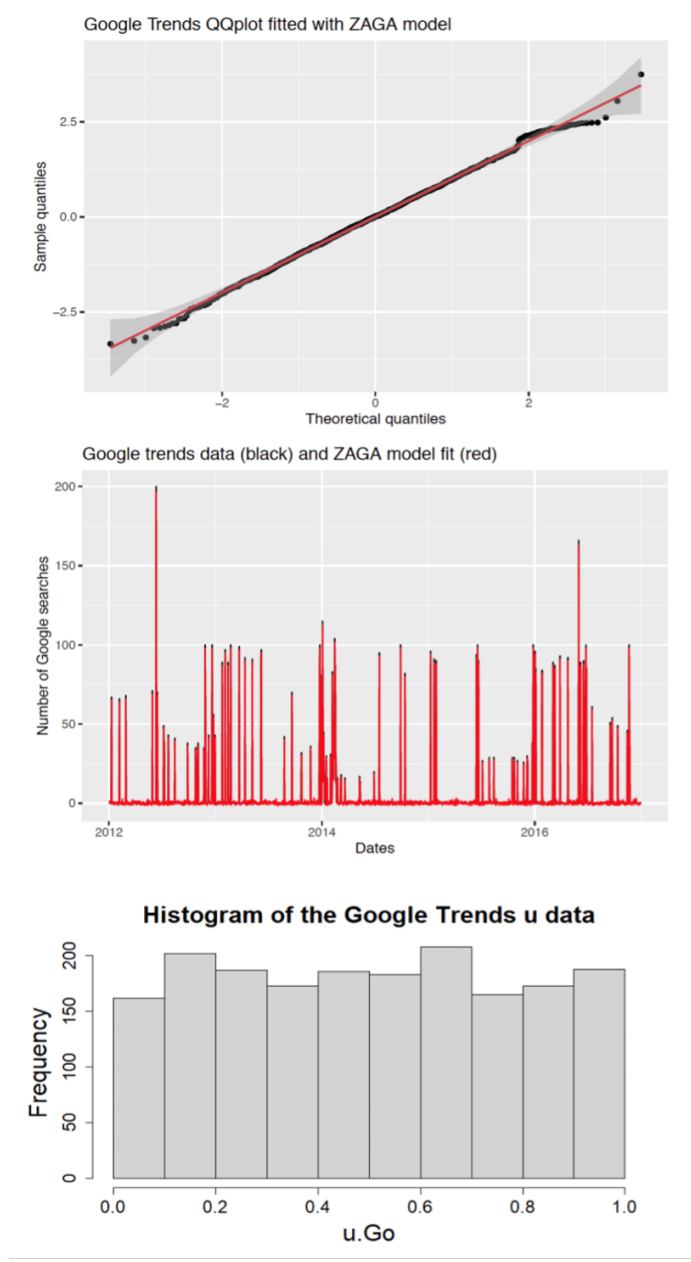 Google Trends QQplot fitted with ZAGA model
Sample quantiles
2.5
0.0
−2.5
−2
0
2
Theoretical quantiles
Google trends data (black) and ZAGA model fit (red)
Number of Google searches
200
150
100
50
0
2012
2014
2016
Dates
Histogram of the Google Trends u data
Frequency
200
150
100
50
0
0.0
0.2
0.4
0.6
0.8
1.0
u.Go